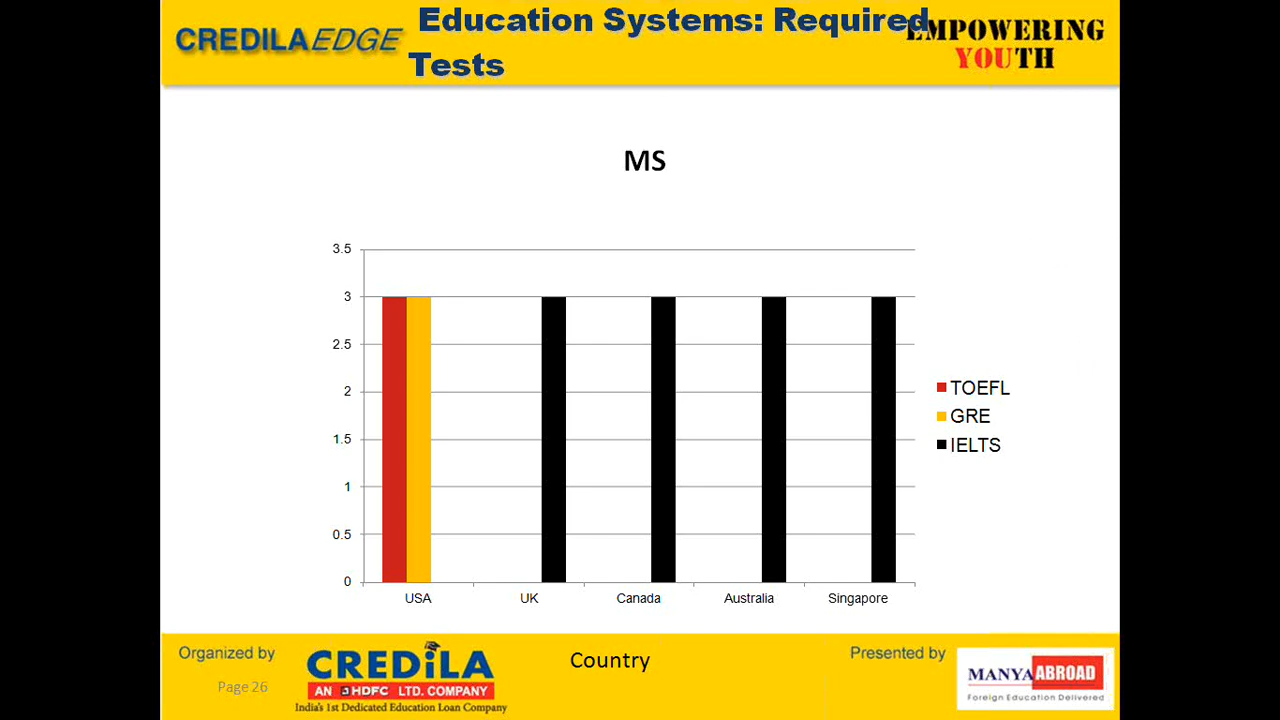 CREDILAEDGE
Education Systems: Required
Tests
EMPOWERING
YOUTH
MS
3.5
3
2.5
2
1.5
1
0.5
0
USA UK Canada Australia Singapore
TOEFL
GRE
IELTS
Organized by
Page 26
CREDiLA
AN HDFC LTD. COMPANY
India's 1st Dedicated Education Loan Company
Country
Presented by
MANYA ABROAD
Foreign Education Delivered